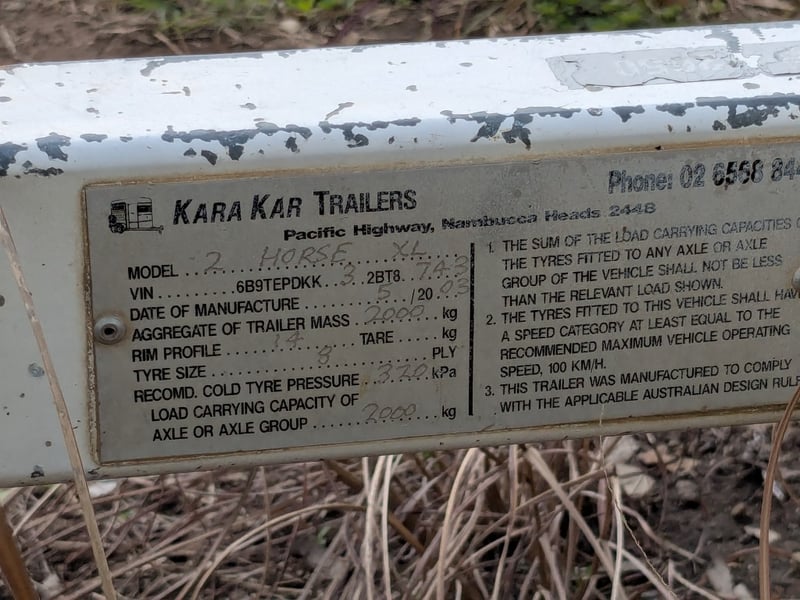 KARA KAR TRAILERS
Phone: 02 6568 844
Pacific Highway, Nambucca Heads 2448
MODEL.. 2 HORSE XL
VIN ......... 6B9TEPDKK 3 2BT8. 743
DATE OF MANUFACTURE ..... 5 /20 03
AGGREGATE OF TRAILER MASS . 2000 .. kg
RIM PROFILE ..... 14 ..... TARE ....... kg
TYRE SIZE ........ 8 ........ PLY
RECOMD. COLD TYRE PRESSURE 320 kPa
LOAD CARRYING CAPACITY OF
AXLE OR AXLE GROUP ...... 2000 ... kg
1. THE SUM OF THE LOAD CARRYING CAPACITIES
THE TYRES FITTED TO ANY AXLE OR AXLE
GROUP OF THE VEHICLE SHALL NOT BE LESS
THAN THE RELEVANT LOAD SHOWN.
2. THE TYRES FITTED TO THIS VEHICLE SHALL HAV
A SPEED CATEGORY AT LEAST EQUAL TO THE
RECOMMENDED MAXIMUM VEHICLE OPERATING
SPEED, 100 KM/H.
3. THIS TRAILER WAS MANUFACTURED TO COMPLY
WITH THE APPLICABLE AUSTRALIAN DESIGN RULE